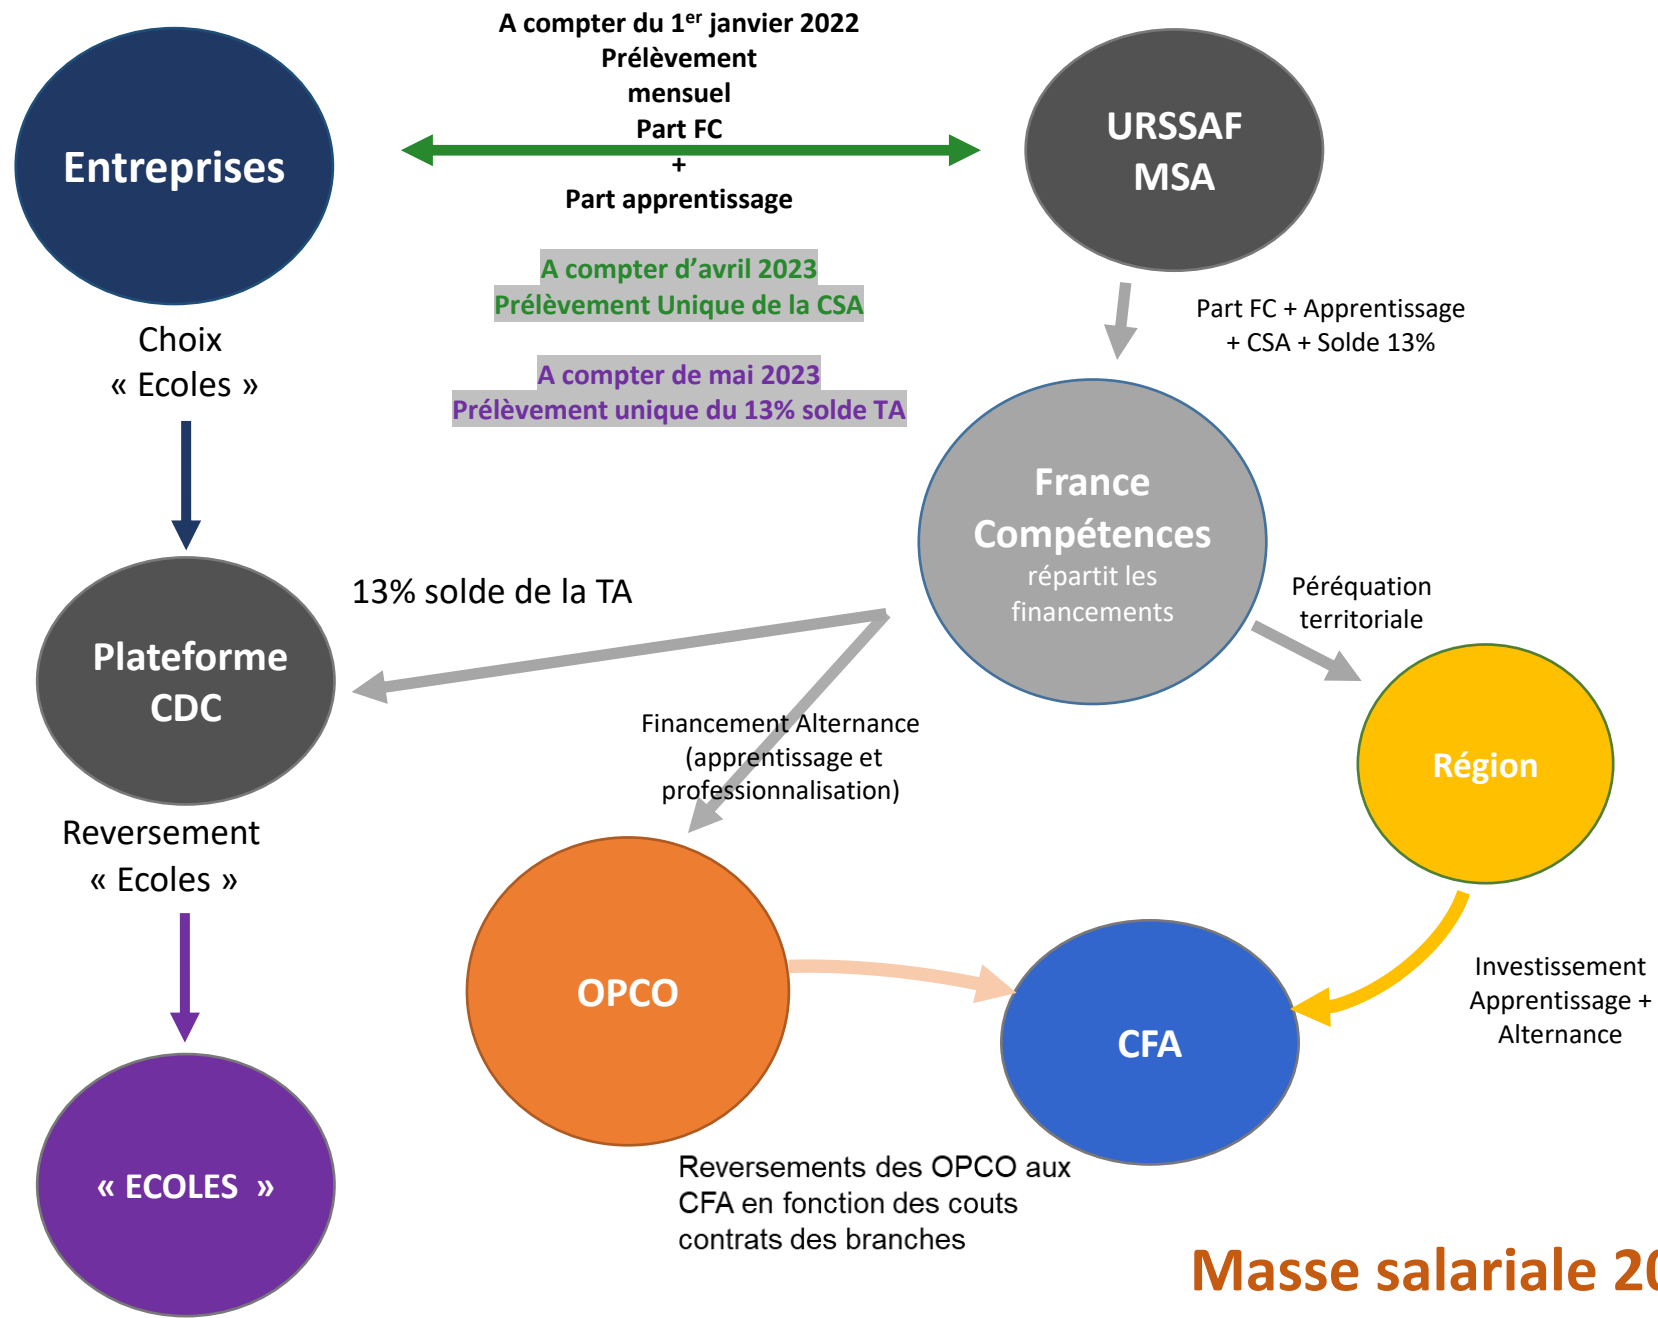 A compter du 1er janvier 2022
Prélèvement
mensuel
Part FC
+
Part apprentissage
Entreprises
URSSAF
MSA
A compter d’avril 2023
Prélèvement Unique de la CSA
A compter de mai 2023
Prélèvement unique du 13% solde TA
Part FC + Apprentissage
+ CSA + Solde 13%
Choix
« Ecoles »
France
Compétences
répartit les
financements
13% solde de la TA
Péréquation
territoriale
Plateforme
CDC
Financement Alternance
(apprentissage et
professionnalisation)
Région
Reversement
« Ecoles »
OPCO
CFA
Investissement
Apprentissage +
Alternance
« ECOLES »
Reversements des OPCO aux
CFA en fonction des couts
contrats des branches
Masse salariale